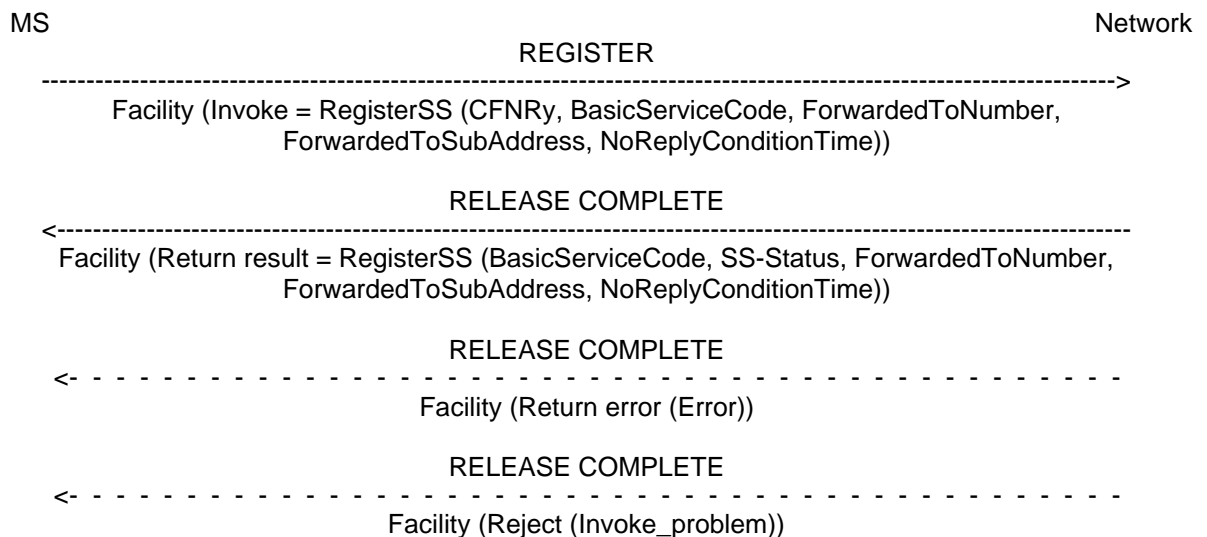 MS Network
REGISTER
------------------------------------------------------------------------------------------------------------------------>
Facility (Invoke = RegisterSS (CFNRy, BasicServiceCode, ForwardedToNumber,
ForwardedToSubAddress, NoReplyConditionTime))
RELEASE COMPLETE
<------------------------------------------------------------------------------------------------------------------------
Facility (Return result = RegisterSS (BasicServiceCode, SS-Status, ForwardedToNumber,
ForwardedToSubAddress, NoReplyConditionTime))
RELEASE COMPLETE
<- - - - - - - - - - - - - - - - - - - - - - - - - - - - - - - - - - - - - - - - - - - - -
Facility (Return error (Error))
RELEASE COMPLETE
<- - - - - - - - - - - - - - - - - - - - - - - - - - - - - - - - - - - - - - - - - - - - -
Facility (Reject (Invoke_problem))